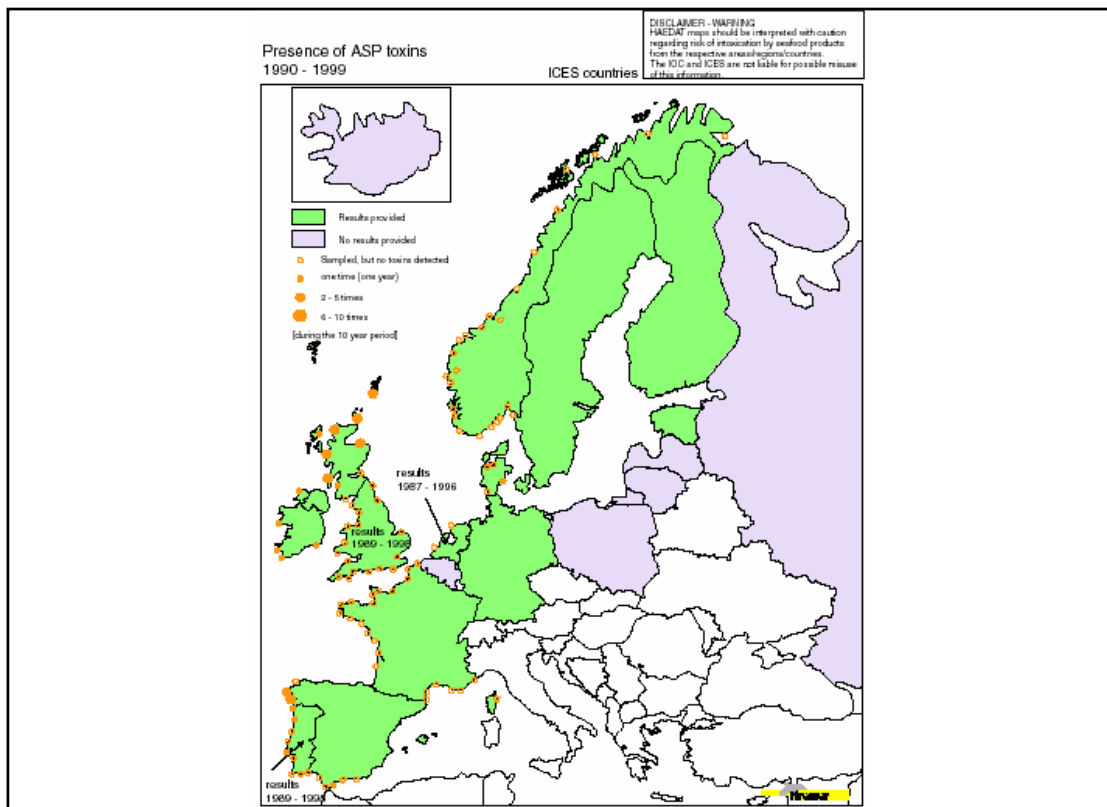 Presence of ASP toxins
1990 - 1999
ICES countries
DISCLAIMER - WARNING
HAEDAT maps should be interpreted with caution
regarding risk of intoxication by seafood products
from the respective areas/regions/countries.
The IOC and ICES are not liable for possible misuse
of this information.
Results provided
No results provided
Sampled, but no toxins detected
one time (one year)
2 - 5 times
6 - 10 times
[during the 10 year period]
results
1987 - 1996
results
1989 -
results
1989 -